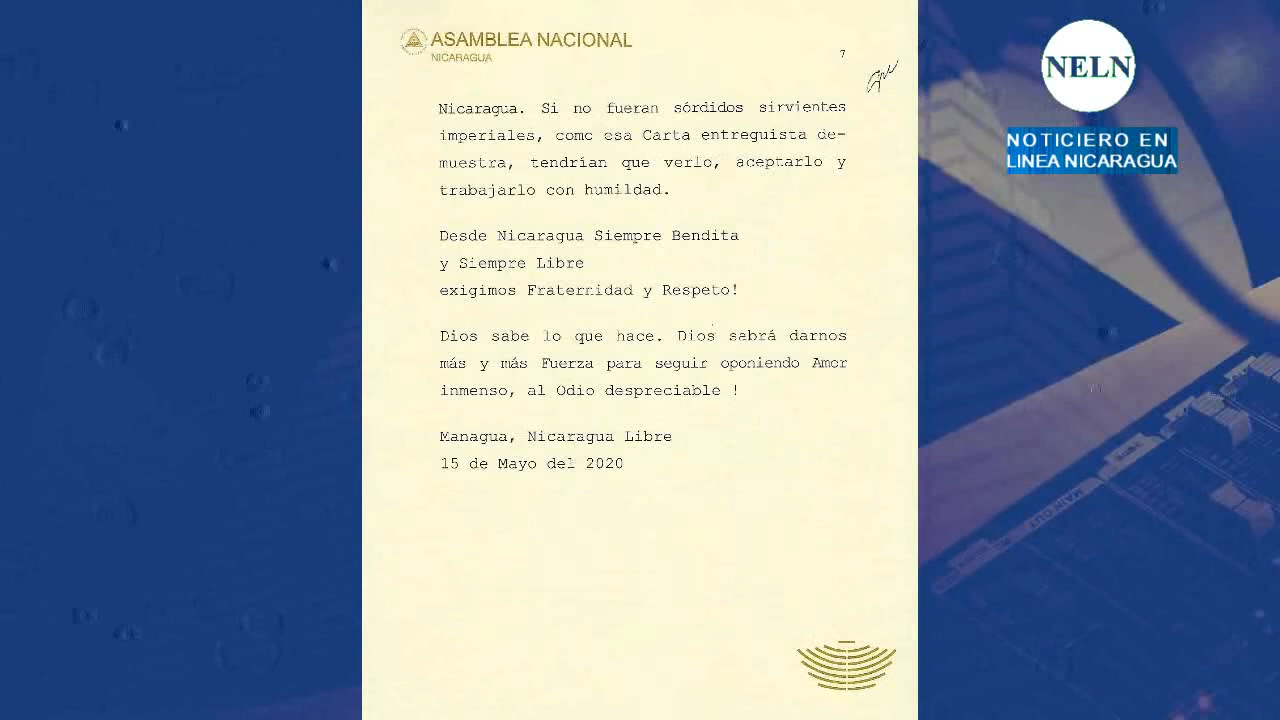 ASAMBLEA NACIONAL
NICARAGUA
7
Nicaragua. Si no fueran sórdidos sirvientes
imperiales, como esa Carta entreguista de-
muestra, tendrían que verlo, aceptarlo y
trabajarlo con humildad.
Desde Nicaragua Siempre Bendita
y Siempre Libre
exigimos Fraternidad y Respeto!
Dios sabe lo que hace. Dios sabrá darnos
más y más Fuerza para seguir oponiendo Amor
inmenso, al Odio despreciable !
Managua, Nicaragua Libre
15 de Mayo del 2020
NELN
NOTICIERO EN
LINEA NICARAGUA
MAIN OUT